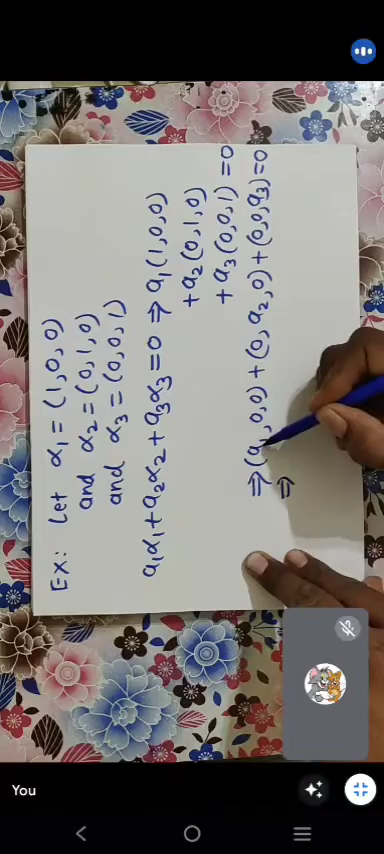 EX: Let α₁ = (1, 0, 0)
and α₂ = (0, 1, 0)
and α₃ = (0, 0, 1)
a₁α₁ + a₂α₂ + a₃α₃ = 0 ⇒ a₁(1, 0, 0)
+ a₂(0, 1, 0)
+ a₃(0, 0, 1) = 0
⇒ (a₁, 0, 0) + (0, a₂, 0) + (0, 0, a₃) = 0
⇒
You